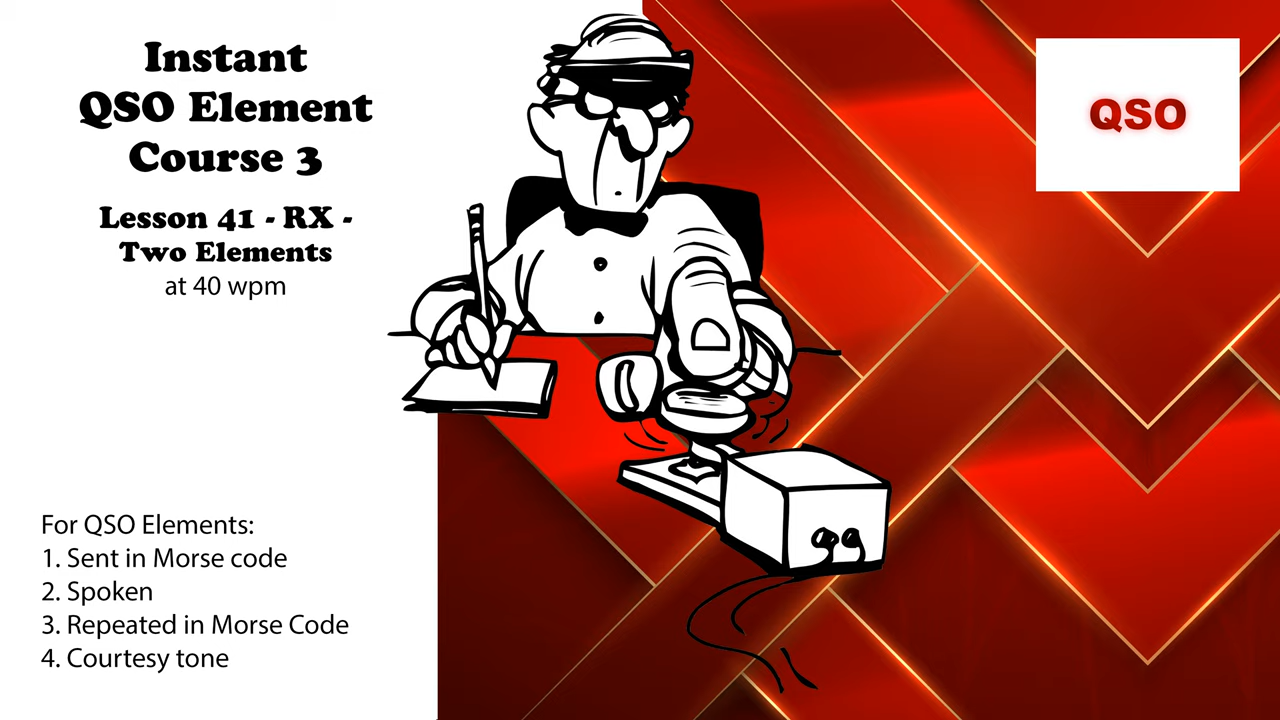 Instant
QSO Element
Course 3
Lesson 41 - RX -
Two Elements
at 40 wpm
QSO
For QSO Elements:
1. Sent in Morse code
2. Spoken
3. Repeated in Morse Code
4. Courtesy tone